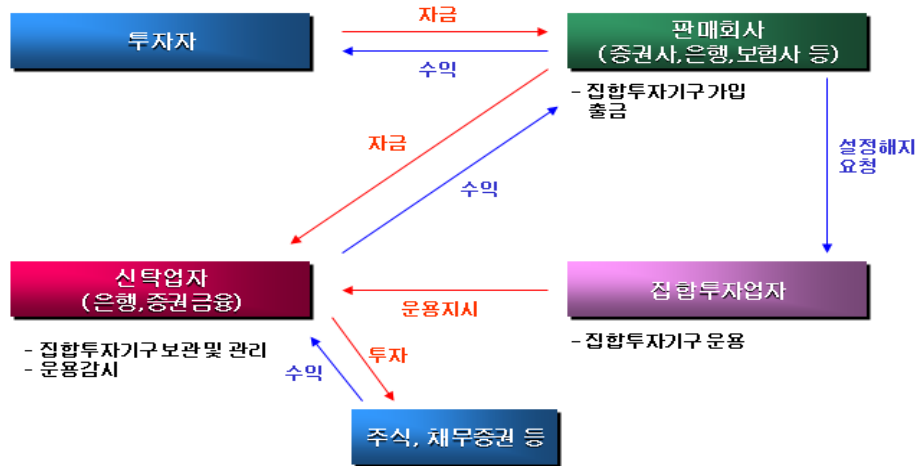 자금
투자자
수익
판매회사
(증권사,은행,보험사 등)
- 집합투자기구 가입
출금
자금
수익
설정해지
요청
신탁업자
(은행,증권금융)
운용지시
집합투자업자
- 집합투자기구 보관 및 관리
- 운용감시
투자
수익
- 집합투자기구 운용
주식, 채무증권 등